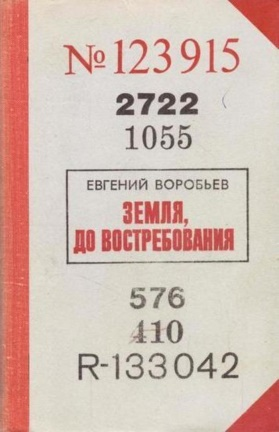 № 123 915
2722
1055
ЕВГЕНИЙ ВОРОБЬЕВ
ЗЕМЛЯ,
ДО ВОСТРЕБОВАНИЯ
576
410
R-133042